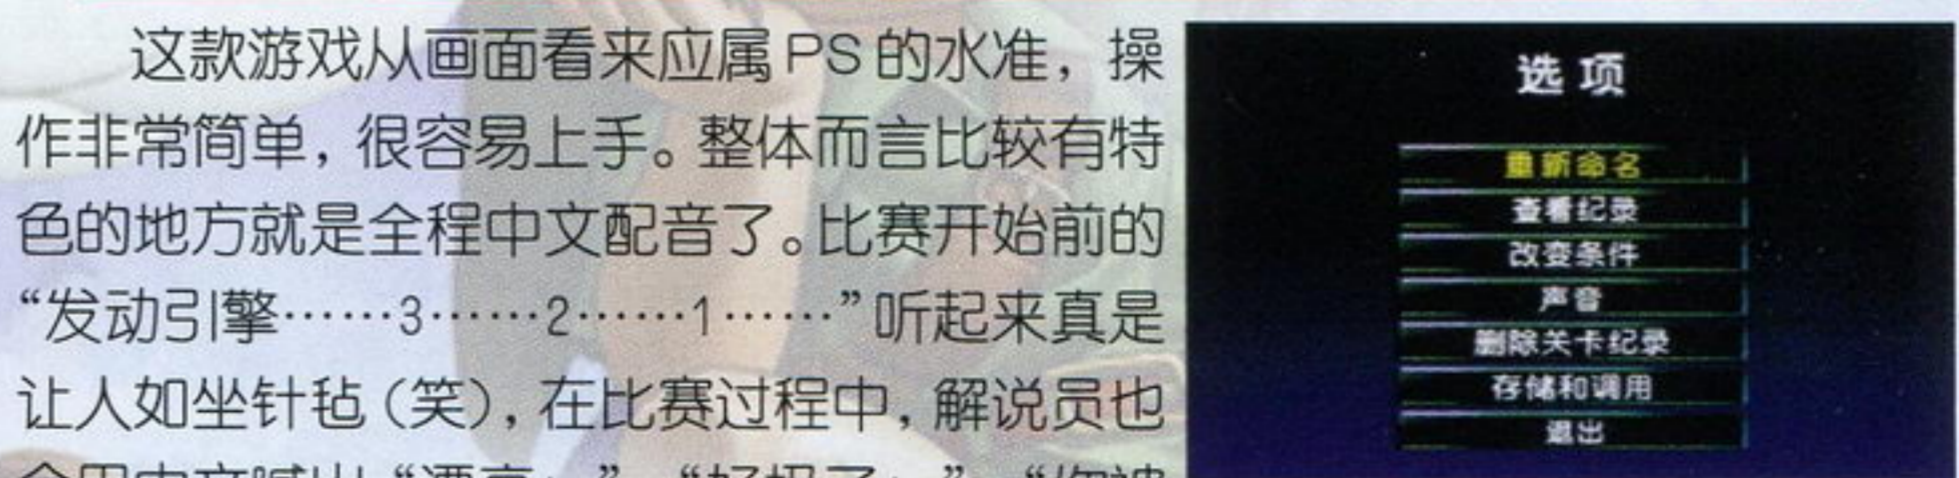 这款游戏从画面看来应属PS的水准，操
作非常简单，很容易上手。整体而言比较有特
色的地方就是全程中文配音了。比赛开始前的
“发动引擎……3……2……1……”听起来真是
让人如坐针毡（笑），在比赛过程中，解说员也
选项
重新命名
查看纪录
改变条件
声音
删除关卡纪录
存储和调用
退出